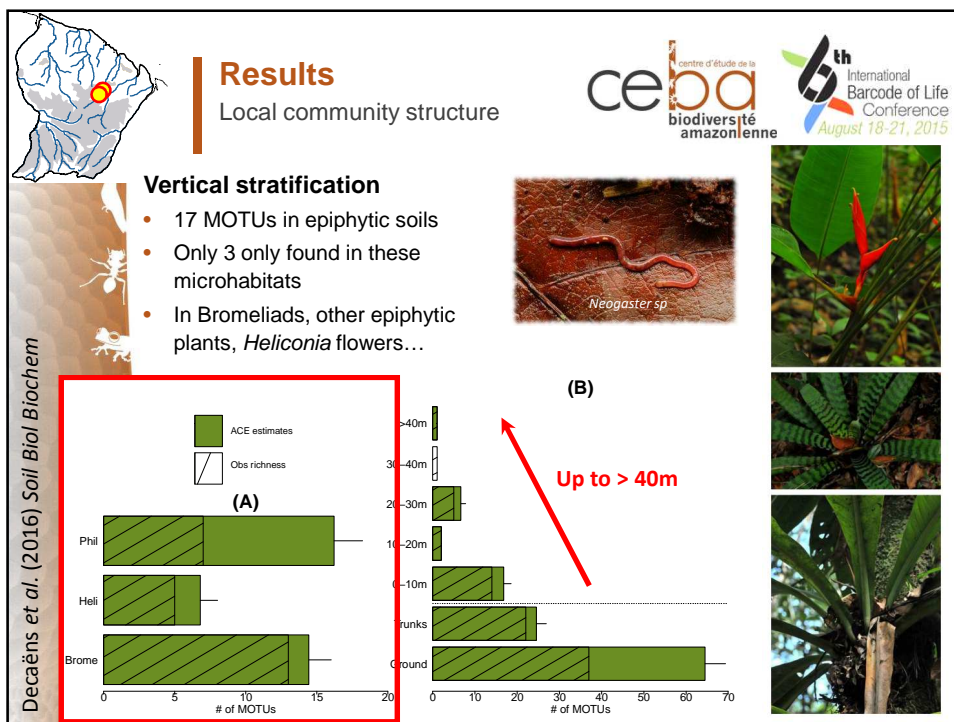 Results
Local community structure
ceba
centre d'étude de la
biodiversité
amazonienne
6th
International
Barcode of Life
Conference
August 18-21, 2015
Vertical stratification
• 17 MOTUs in epiphytic soils
• Only 3 only found in these
microhabitats
• In Bromeliads, other epiphytic
plants, Heliconia flowers…
Neogaster sp
Decaëns et al. (2016) Soil Biol Biochem
ACE estimates
Obs richness
(A)
Phil
Heli
Brome
0 5 10 15 20
# of MOTUs
(B)
>40m
30–40m
20–30m
10–20m
0–10m
Trunks
Ground
Up to > 40m
0 10 20 30 40 50 60 70
# of MOTUs